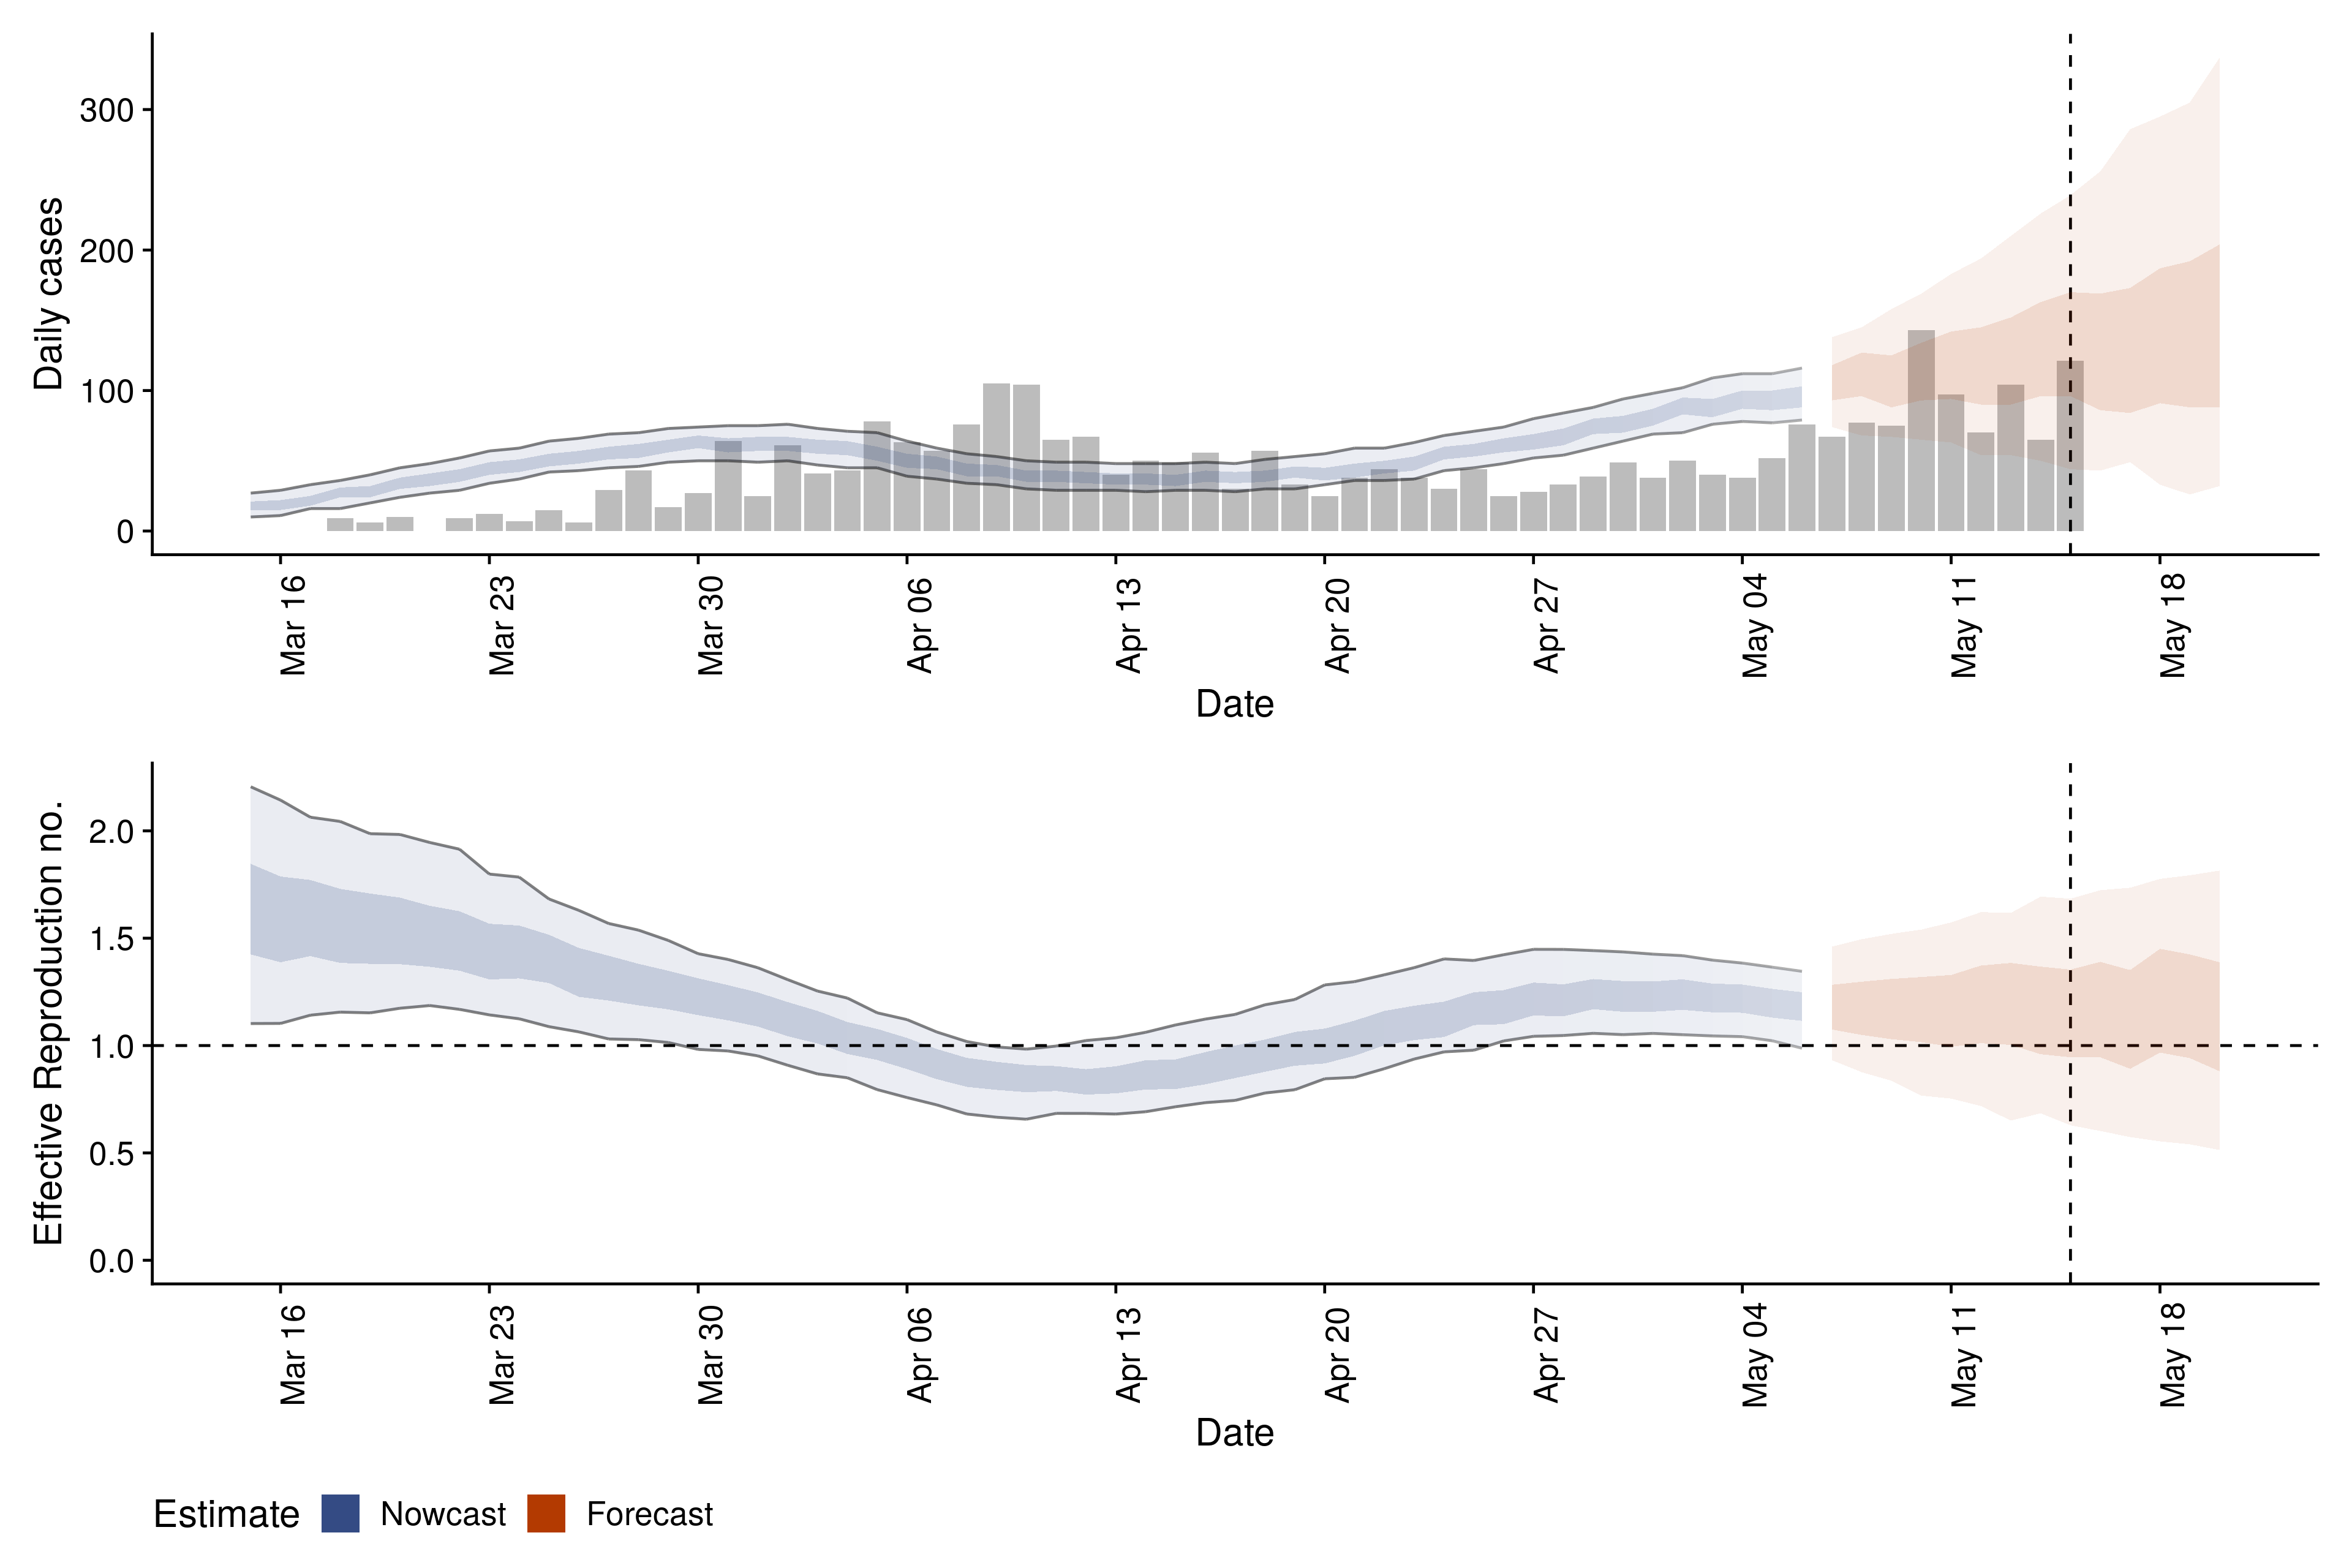 Daily cases
300
200
100
0
Mar 16
Mar 23
Mar 30
Apr 06
Apr 13
Apr 20
Apr 27
May 04
May 11
May 18
Date
Effective Reproduction no.
2.0
1.5
1.0
0.5
0.0
Mar 16
Mar 23
Mar 30
Apr 06
Apr 13
Apr 20
Apr 27
May 04
May 11
May 18
Date
Estimate Nowcast Forecast